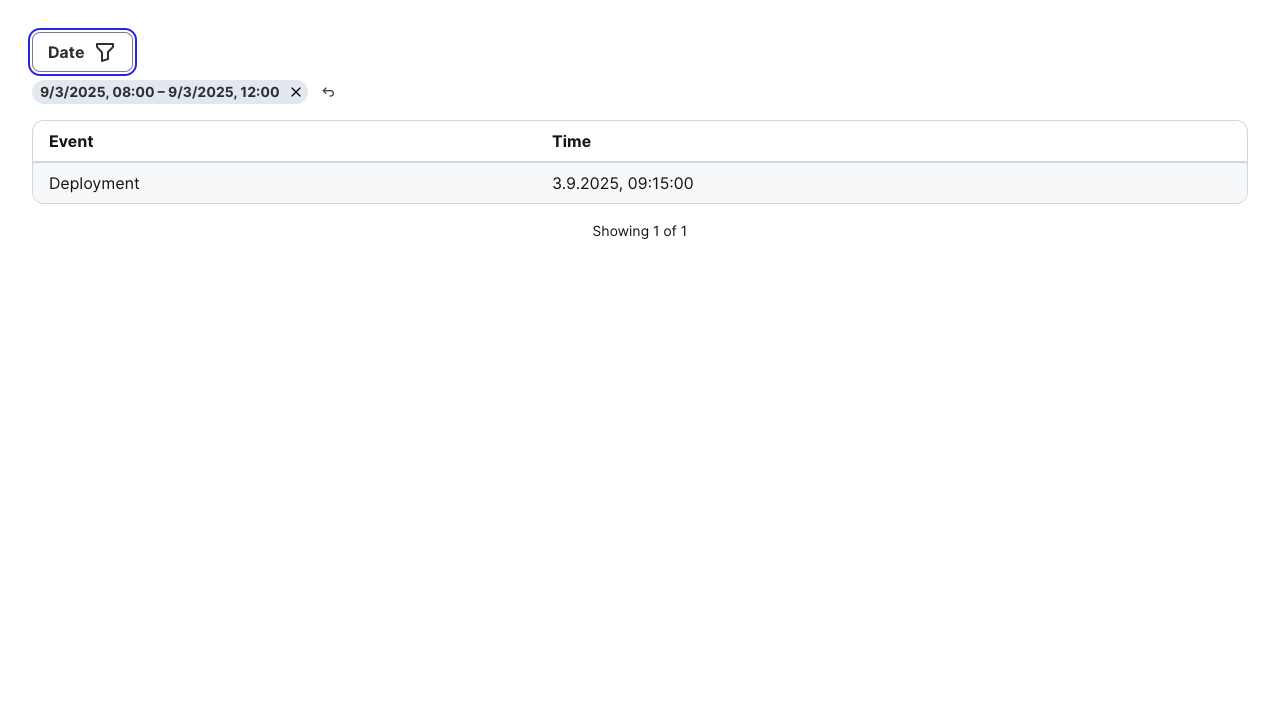 Date
9/3/2025, 08:00 – 9/3/2025, 12:00
Event Time
Deployment 3.9.2025, 09:15:00
Showing 1 of 1